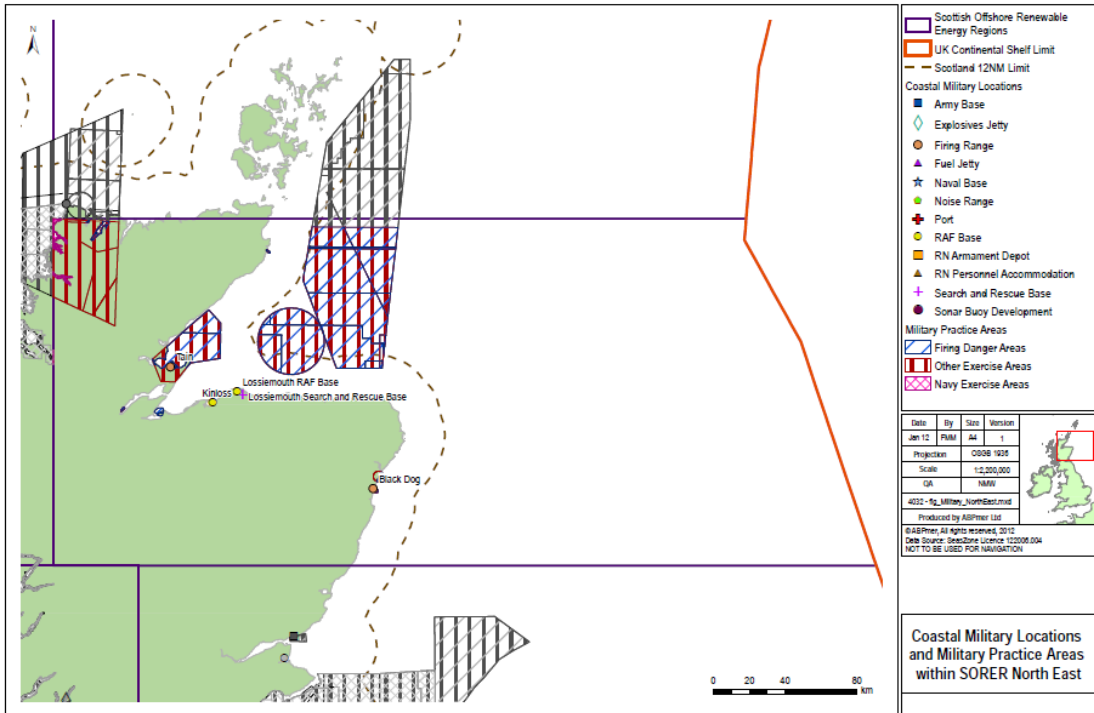 N
Tain
Lossiemouth RAF Base
Kinloss
Lossiemouth Search and Rescue Base
Black Dog
0 20 40 80
km
Scottish Offshore Renewable
Energy Regions
UK Continental Shelf Limit
Scotland 12NM Limit
Coastal Military Locations
Army Base
Explosives Jetty
Firing Range
Fuel Jetty
Naval Base
Noise Range
Port
RAF Base
RN Armament Depot
RN Personnel Accommodation
Search and Rescue Base
Sonar Buoy Development
Military Practice Areas
Firing Danger Areas
Other Exercise Areas
Navy Exercise Areas
Date By Size Version
Jan 12 FMM A4 1
Projection OSGB 1936
Scale 1:2,200,000
QA NMW
4032 - fig_Military_NorthEast.mxd
Produced by ABPmer Ltd
© ABPmer, All rights reserved, 2012
Data Source: SeaZone Licence 122006.004
NOT TO BE USED FOR NAVIGATION
Coastal Military Locations
and Military Practice Areas
within SORER North East